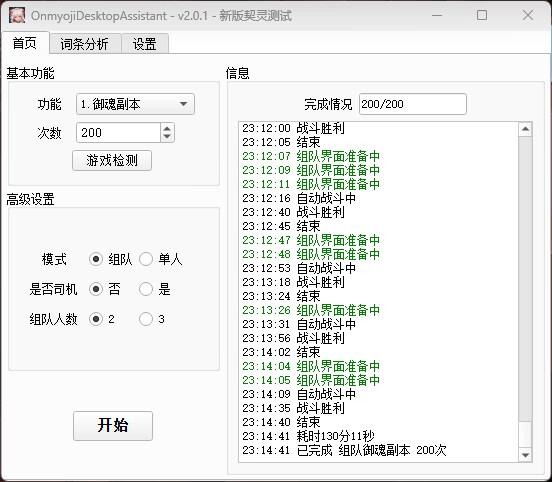 OnmyojiDesktopAssistant - v2.0.1 - 新版契灵测试
首页 词条分析 设置
基本功能
功能 1.御魂副本
次数 200
游戏检测
高级设置
模式 组队 单人
是否司机 否 是
组队人数 2 3
开始
信息
完成情况 200/200
23:12:00 战斗胜利
23:12:05 结束
23:12:07 组队界面准备中
23:12:09 组队界面准备中
23:12:11 组队界面准备中
23:12:16 自动战斗中
23:12:40 战斗胜利
23:12:45 结束
23:12:47 组队界面准备中
23:12:48 组队界面准备中
23:12:53 自动战斗中
23:13:18 战斗胜利
23:13:24 结束
23:13:26 组队界面准备中
23:13:31 自动战斗中
23:13:56 战斗胜利
23:14:02 结束
23:14:04 组队界面准备中
23:14:05 组队界面准备中
23:14:09 自动战斗中
23:14:35 战斗胜利
23:14:40 结束
23:14:41 耗时130分11秒
23:14:41 已完成 组队御魂副本 200次